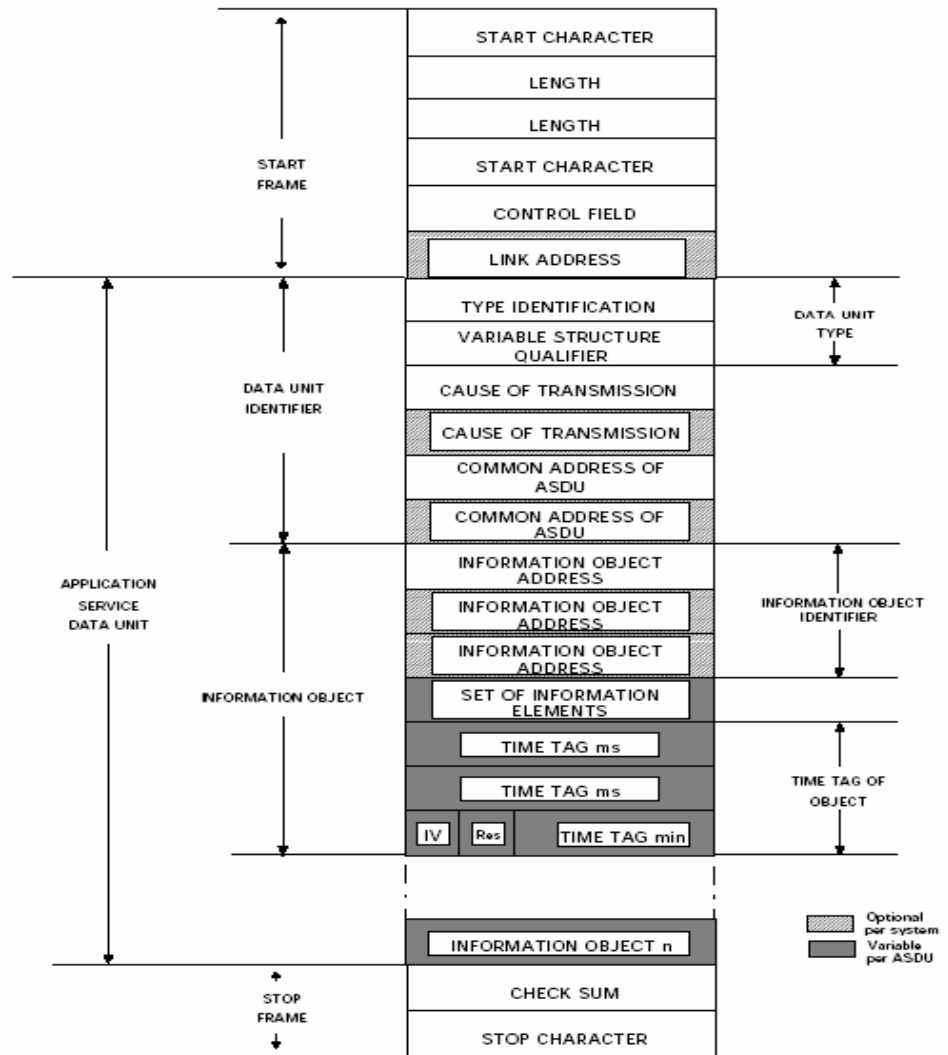 START CHARACTER
LENGTH
LENGTH
START
FRAME
START CHARACTER
CONTROL FIELD
LINK ADDRESS
TYPE IDENTIFICATION
DATA UNIT
TYPE
VARIABLE STRUCTURE
QUALIFIER
DATA UNIT
IDENTIFIER
CAUSE OF TRANSMISSION
CAUSE OF TRANSMISSION
COMMON ADDRESS OF
ASDU
COMMON ADDRESS OF
ASDU
INFORMATION OBJECT
ADDRESS
APPLICATION
SERVICE
DATA UNIT
INFORMATION OBJECT
ADDRESS
INFORMATION OBJECT
IDENTIFIER
INFORMATION OBJECT
ADDRESS
INFORMATION OBJECT
SET OF INFORMATION
ELEMENTS
TIME TAG ms
TIME TAG ms
TIME TAG OF
OBJECT
IV
Res
TIME TAG min
Optional
per system
Variable
per ASDU
INFORMATION OBJECT n
STOP
FRAME
CHECK SUM
STOP CHARACTER